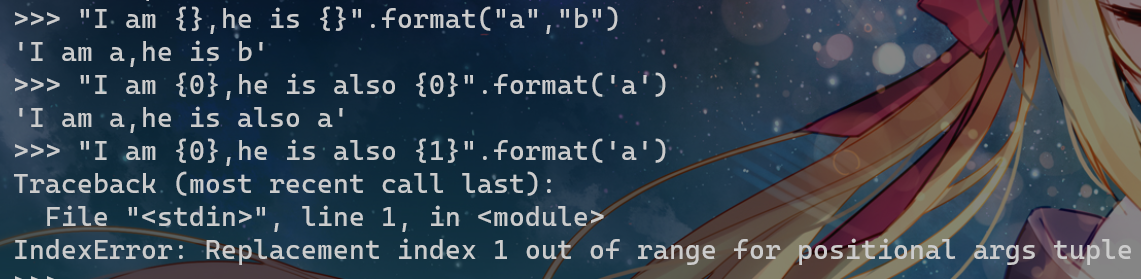 >>> "I am {},he is {}".format("a","b")
'I am a,he is b'
>>> "I am {0},he is also {0}".format('a')
'I am a,he is also a'
>>> "I am {0},he is also {1}".format('a')
Traceback (most recent call last):
  File "<stdin>", line 1, in <module>
IndexError: Replacement index 1 out of range for positional args tuple
>>>